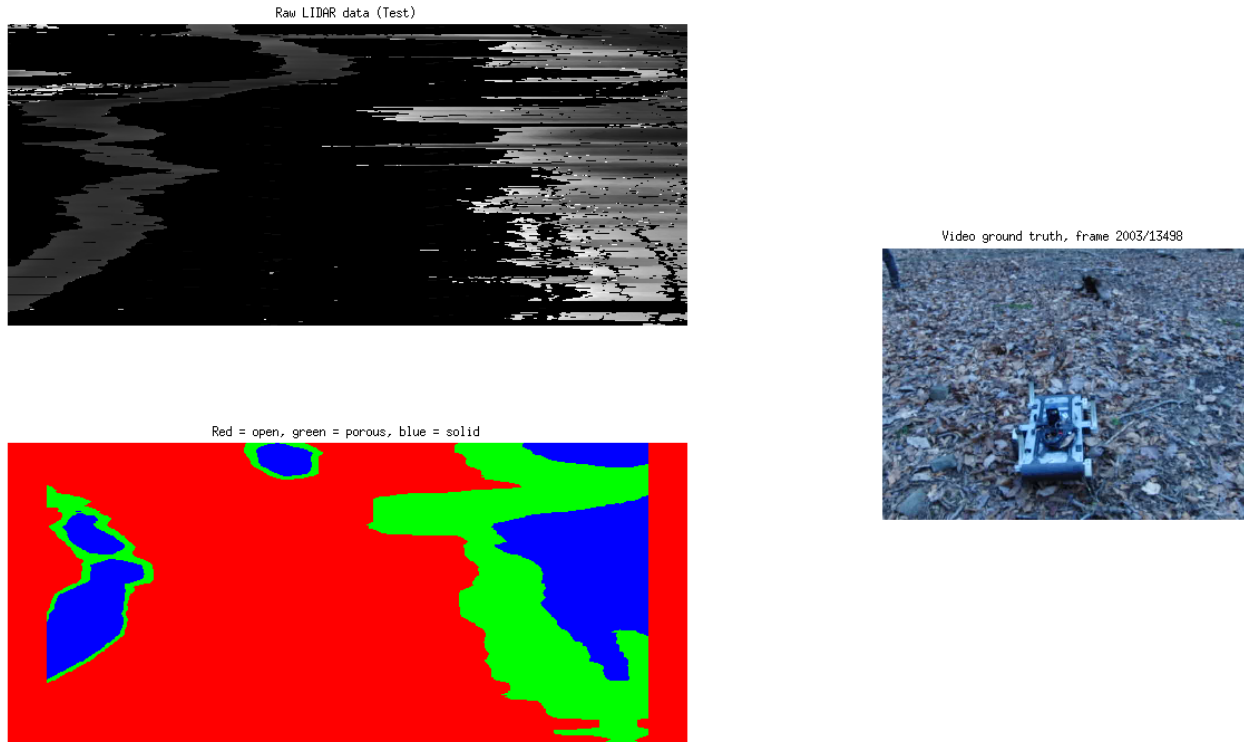 Raw LIDAR data (Test)
Video ground truth, frame 2003/13498
Red = open, green = porous, blue = solid